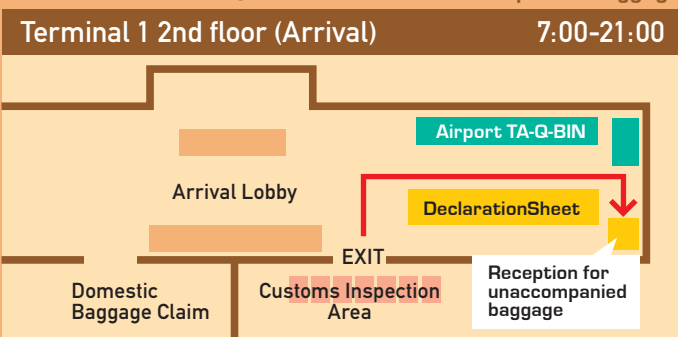 Terminal 1 2nd floor (Arrival) 7:00-21:00
Airport TA-Q-BIN
Arrival Lobby
DeclarationSheet
EXIT
Domestic
Baggage Claim
Customs Inspection
Area
Reception for
unaccompanied
baggage